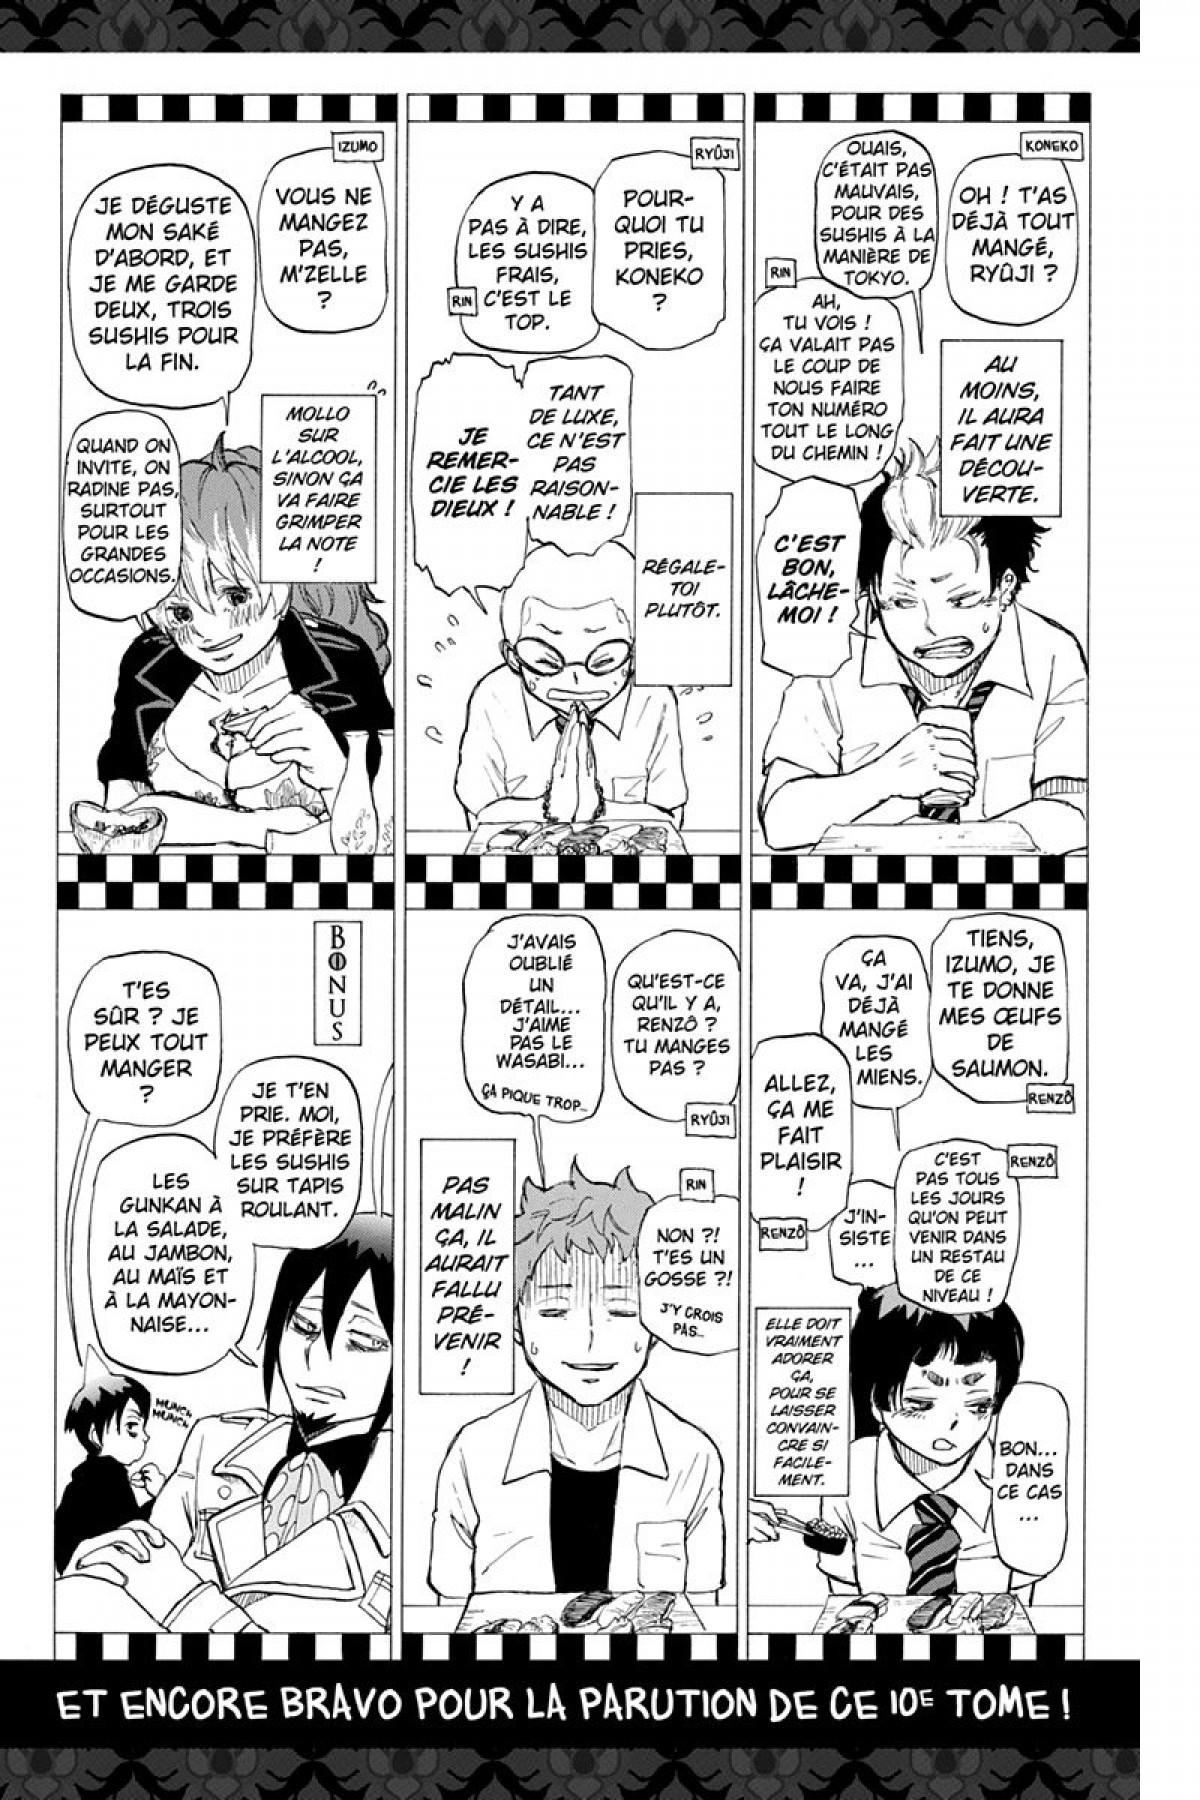 KONEKO
OH ! T'AS
DÉJÀ TOUT
MANGÉ,
RYÛJI ?
OUAIS,
C'ÉTAIT PAS
MAUVAIS,
POUR DES
SUSHIS À LA
MANIÈRE DE
TOKYO.
RIN
AH,
TU VOIS !
ÇA VALAIT PAS
LE COUP DE
NOUS FAIRE
TON NUMÉRO
TOUT LE LONG
DU CHEMIN !
AU
MOINS,
IL AURA
FAIT UNE
DÉCOU-
VERTE.
C'EST
BON,
LÂCHE-
MOI !
RYÛJI
POUR-
QUOI TU
PRIES,
KONEKO
?
Y A
PAS À DIRE,
LES SUSHIS
FRAIS,
C'EST LE
TOP.
RIN
TANT
DE LUXE,
CE N'EST
PAS
RAISON-
NABLE !
JE
REMER-
CIE LES
DIEUX !
RÉGALE-
TOI
PLUTÔT.
IZUMO
VOUS NE
MANGEZ
PAS,
M'ZELLE
?
JE DÉGUSTE
MON SAKÉ
D'ABORD, ET
JE ME GARDE
DEUX, TROIS
SUSHIS POUR
LA FIN.
MOLLO
SUR
L'ALCOOL,
SINON ÇA
VA FAIRE
GRIMPER
LA NOTE
!
QUAND ON
INVITE, ON
RADINE PAS,
SURTOUT
POUR LES
GRANDES
OCCASIONS.
TIENS,
IZUMO, JE
TE DONNE
MES ŒUFS
DE
SAUMON.
RENZÔ
ÇA
VA, J'AI
DÉJÀ
MANGÉ
LES
MIENS.
ALLEZ,
ÇA ME
FAIT
PLAISIR
!
RENZÔ
RENZÔ
C'EST
PAS TOUS
LES JOURS
QU'ON PEUT
VENIR DANS
UN RESTAU
DE CE
NIVEAU !
J'IN-
SISTE
...
ELLE DOIT
VRAIMENT
ADORER
ÇA,
POUR SE
LAISSER
CONVAIN-
CRE SI
FACILE-
MENT.
BON...
DANS
CE CAS
...
QU'EST-CE
QU'IL Y A,
RENZÔ ?
TU MANGES
PAS ?
RYÛJI
J'AVAIS
OUBLIÉ
UN
DÉTAIL...
J'AIME
PAS LE
WASABI...
ÇA PIQUE TROP...
RIN
NON ?!
T'ES UN
GOSSE ?!
J'Y CROIS
PAS...
PAS
MALIN
ÇA, IL
AURAIT
FALLU
PRÉ-
VENIR
!
BONUS
T'ES
SÛR ? JE
PEUX TOUT
MANGER
?
JE T'EN
PRIE. MOI,
JE PRÉFÈRE
LES SUSHIS
SUR TAPIS
ROULANT.
LES
GUNKAN À
LA SALADE,
AU JAMBON,
AU MAÏS ET
À LA MAYON-
NAISE...
MUNCH
MUNCH
ET ENCORE BRAVO POUR LA PARUTION DE CE 10E TOME !